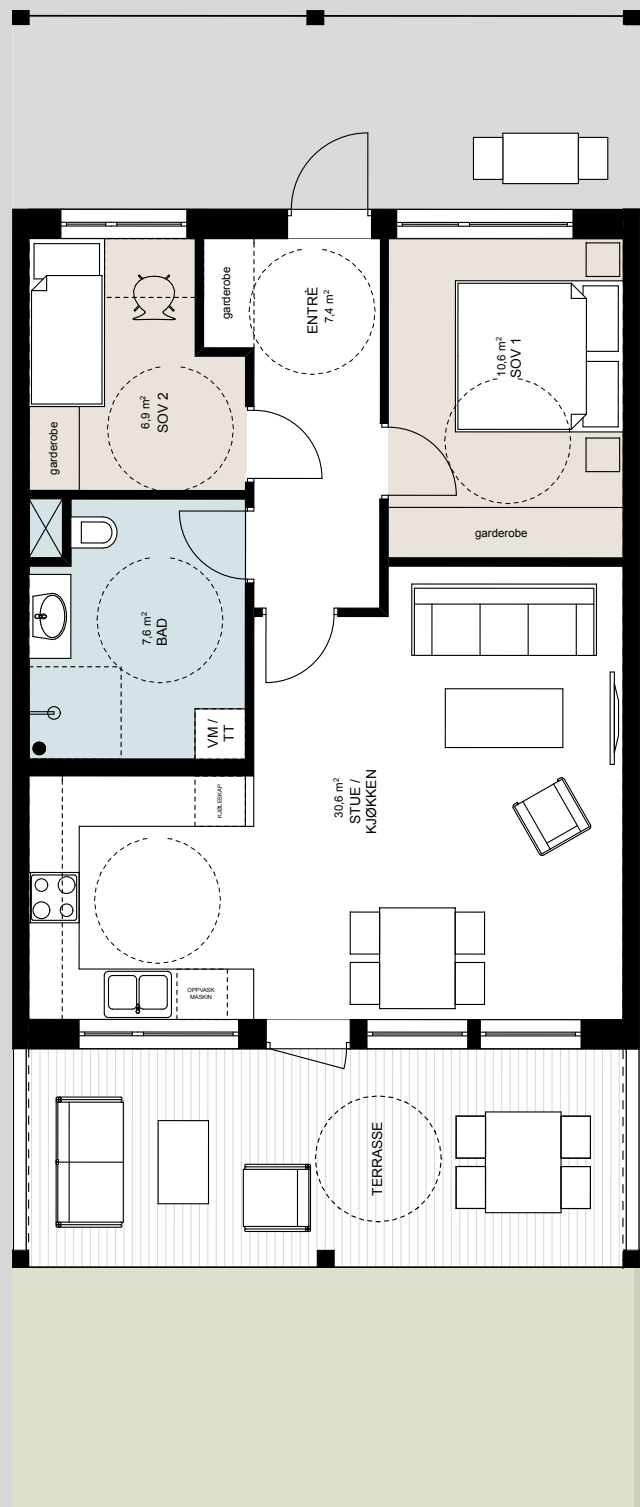 garderobe
ENTRÈ
7,4 m²
10,6 m²
SOV 1
6,9 m²
SOV 2
garderobe
garderobe
7,6 m²
BAD
VM /
TT
KJØLESKAP
30,6 m²
STUE /
KJØKKEN
OPPVASK
MASKIN
TERRASSE